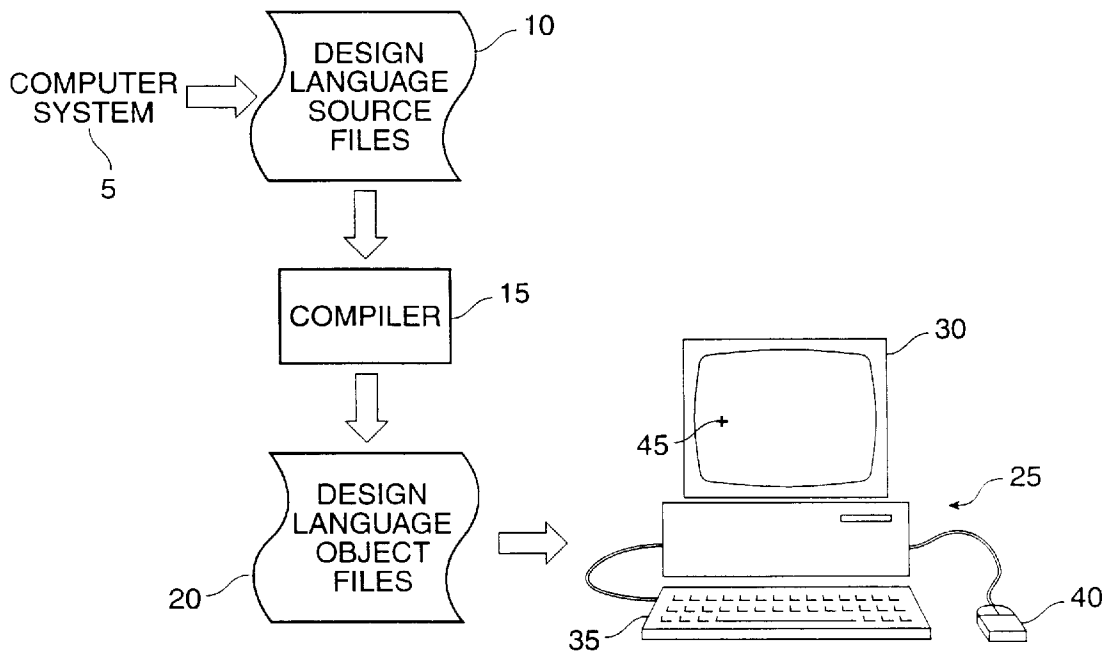 10
DESIGN
LANGUAGE
SOURCE
FILES
COMPUTER
SYSTEM
5
COMPILER
15
DESIGN
LANGUAGE
OBJECT
FILES
20
30
45
25
35
40